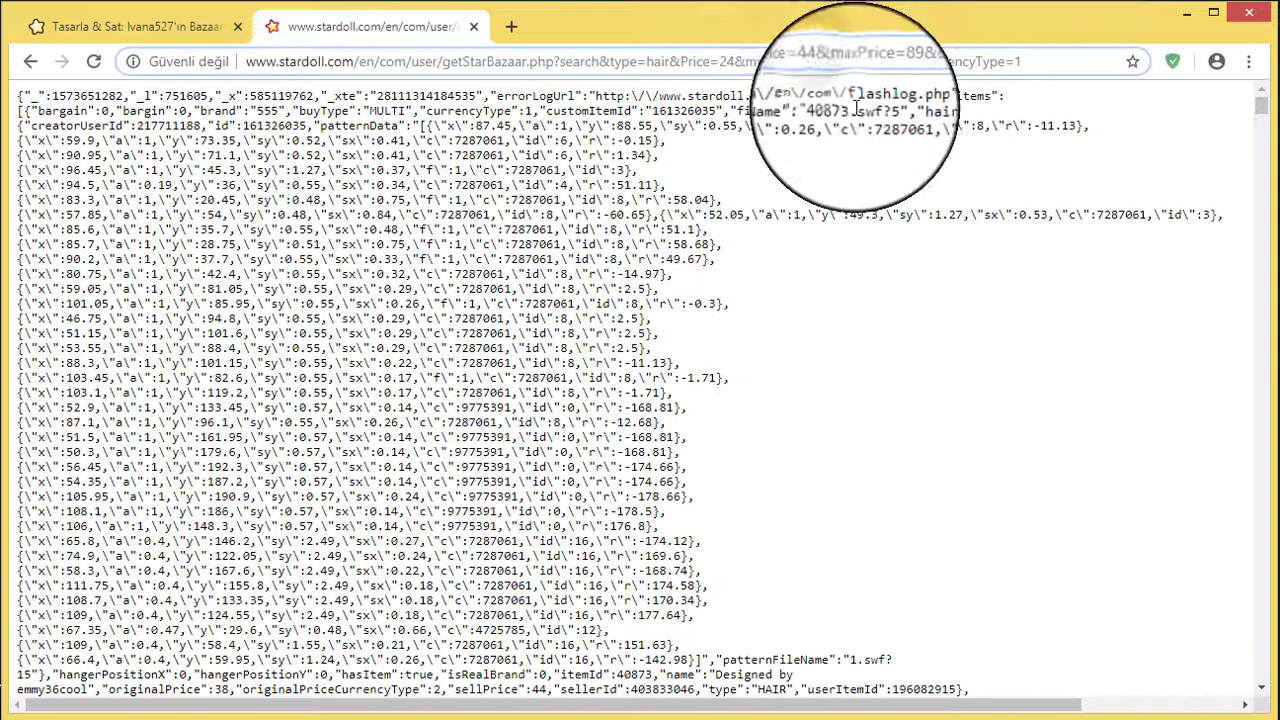 Tasarla & Sat: Ivana527'ın Bazaar
www.stardoll.com/en/com/user/
Güvenli değil
www.stardoll.com/en/com/user/getStarBazaar.php?search&type=hair&Price=24&m
ice=44&maxPrice=89&
encyType=1
{"_":1573651282,"_l":751605,"_x":555119762,"_xte":"28111314184535","errorLogUrl":"http:\/\/www.stardoll. \/en\/com\/flashlog.php" items":
[{"bargain":0,"bargin":0,"brand":"555","buyType":"MULTI","currencyType":1,"customItemId":"161326035","fi Name":"40873.swf?5","hair
{"creatorUserId":217711188,"id":161326035,"patternData":"[{\"x\":87.45,\"a\":1,\"y\":88.55,\"sy\":0.55, \":0.26,\"c\":7287061,\" :8,\"r\":-11.13},
{\"x\":59.9,\"a\":1,\"y\":73.35,\"sy\":0.52,\"sx\":0.41,\"c\":7287061,\"id\":6,\"r\":-0.15},
{\"x\":90.95,\"a\":1,\"y\":71.1,\"sy\":0.52,\"sx\":0.41,\"c\":7287061,\"id\":6,\"r\":1.34},
{\"x\":96.45,\"a\":1,\"y\":45.3,\"sy\":1.27,\"sx\":0.37,\"f\":1,\"c\":7287061,\"id\":3},
{\"x\":94.5,\"a\":0.19,\"y\":36,\"sy\":0.55,\"sx\":0.34,\"c\":7287061,\"id\":4,\"r\":51.11},
{\"x\":83.3,\"a\":1,\"y\":20.45,\"sy\":0.48,\"sx\":0.75,\"f\":1,\"c\":7287061,\"id\":8,\"r\":58.04},
{\"x\":57.85,\"a\":1,\"y\":54,\"sy\":0.48,\"sx\":0.84,\"c\":7287061,\"id\":8,\"r\":-60.65},{\"x\":52.05,\"a\":1,\"y\":49.3,\"sy\":1.27,\"sx\":0.53,\"c\":7287061,\"id\":3},
{\"x\":85.6,\"a\":1,\"y\":35.7,\"sy\":0.55,\"sx\":0.48,\"f\":1,\"c\":7287061,\"id\":8,\"r\":51.1},
{\"x\":85.7,\"a\":1,\"y\":28.75,\"sy\":0.51,\"sx\":0.75,\"f\":1,\"c\":7287061,\"id\":8,\"r\":58.68},
{\"x\":90.2,\"a\":1,\"y\":37.7,\"sy\":0.55,\"sx\":0.33,\"f\":1,\"c\":7287061,\"id\":8,\"r\":49.67},
{\"x\":80.75,\"a\":1,\"y\":42.4,\"sy\":0.55,\"sx\":0.32,\"c\":7287061,\"id\":8,\"r\":-14.97},
{\"x\":59.05,\"a\":1,\"y\":81.05,\"sy\":0.55,\"sx\":0.29,\"c\":7287061,\"id\":8,\"r\":2.5},
{\"x\":101.05,\"a\":1,\"y\":85.95,\"sy\":0.55,\"sx\":0.26,\"f\":1,\"c\":7287061,\"id\":8,\"r\":-0.3},
{\"x\":46.75,\"a\":1,\"y\":94.8,\"sy\":0.55,\"sx\":0.29,\"c\":7287061,\"id\":8,\"r\":2.5},
{\"x\":51.15,\"a\":1,\"y\":101.6,\"sy\":0.55,\"sx\":0.29,\"c\":7287061,\"id\":8,\"r\":2.5},
{\"x\":53.55,\"a\":1,\"y\":88.4,\"sy\":0.55,\"sx\":0.29,\"c\":7287061,\"id\":8,\"r\":2.5},
{\"x\":88.3,\"a\":1,\"y\":101.15,\"sy\":0.55,\"sx\":0.22,\"c\":7287061,\"id\":8,\"r\":-11.13},
{\"x\":103.45,\"a\":1,\"y\":82.6,\"sy\":0.55,\"sx\":0.17,\"f\":1,\"c\":7287061,\"id\":8,\"r\":-1.71},
{\"x\":103.1,\"a\":1,\"y\":119.2,\"sy\":0.55,\"sx\":0.17,\"c\":7287061,\"id\":8,\"r\":-1.71},
{\"x\":52.9,\"a\":1,\"y\":133.45,\"sy\":0.57,\"sx\":0.14,\"c\":9775391,\"id\":0,\"r\":-168.81},
{\"x\":87.1,\"a\":1,\"y\":96.1,\"sy\":0.55,\"sx\":0.26,\"c\":7287061,\"id\":8,\"r\":-12.68},
{\"x\":51.5,\"a\":1,\"y\":161.95,\"sy\":0.57,\"sx\":0.14,\"c\":9775391,\"id\":0,\"r\":-168.81},
{\"x\":50.3,\"a\":1,\"y\":179.6,\"sy\":0.57,\"sx\":0.14,\"c\":9775391,\"id\":0,\"r\":-168.81},
{\"x\":56.45,\"a\":1,\"y\":192.3,\"sy\":0.57,\"sx\":0.14,\"c\":9775391,\"id\":0,\"r\":-174.66},
{\"x\":54.35,\"a\":1,\"y\":187.2,\"sy\":0.57,\"sx\":0.14,\"c\":9775391,\"id\":0,\"r\":-174.66},
{\"x\":105.95,\"a\":1,\"y\":190.9,\"sy\":0.57,\"sx\":0.24,\"c\":9775391,\"id\":0,\"r\":-178.66},
{\"x\":108.1,\"a\":1,\"y\":186,\"sy\":0.57,\"sx\":0.14,\"c\":9775391,\"id\":0,\"r\":-178.5},
{\"x\":106,\"a\":1,\"y\":148.3,\"sy\":0.57,\"sx\":0.14,\"c\":9775391,\"id\":0,\"r\":176.8},
{\"x\":65.8,\"a\":0.4,\"y\":146.2,\"sy\":2.49,\"sx\":0.27,\"c\":7287061,\"id\":16,\"r\":-174.12},
{\"x\":74.9,\"a\":0.4,\"y\":122.05,\"sy\":2.49,\"sx\":0.24,\"c\":7287061,\"id\":16,\"r\":169.6},
{\"x\":58.3,\"a\":0.4,\"y\":167.6,\"sy\":2.49,\"sx\":0.22,\"c\":7287061,\"id\":16,\"r\":-168.74},
{\"x\":111.75,\"a\":0.4,\"y\":155.8,\"sy\":2.49,\"sx\":0.18,\"c\":7287061,\"id\":16,\"r\":174.58},
{\"x\":108.7,\"a\":0.4,\"y\":133.35,\"sy\":2.49,\"sx\":0.18,\"c\":7287061,\"id\":16,\"r\":170.34},
{\"x\":109,\"a\":0.4,\"y\":124.55,\"sy\":2.49,\"sx\":0.18,\"c\":7287061,\"id\":16,\"r\":177.64},
{\"x\":67.35,\"a\":0.47,\"y\":29.6,\"sy\":0.48,\"sx\":0.66,\"c\":4725785,\"id\":12},
{\"x\":109,\"a\":0.4,\"y\":58.4,\"sy\":1.55,\"sx\":0.21,\"c\":7287061,\"id\":16,\"r\":151.63},
{\"x\":66.4,\"a\":0.4,\"y\":59.95,\"sy\":1.24,\"sx\":0.26,\"c\":7287061,\"id\":16,\"r\":-142.98}]","patternFileName":"1.swf?
15"},"hangerPositionX":0,"hangerPositionY":0,"hasItem":true,"isRealBrand":0,"itemId":40873,"name":"Designed by
emmy36cool","originalPrice":38,"originalPriceCurrencyType":2,"sellPrice":44,"sellerId":403833046,"type":"HAIR","userItemId":196082915},